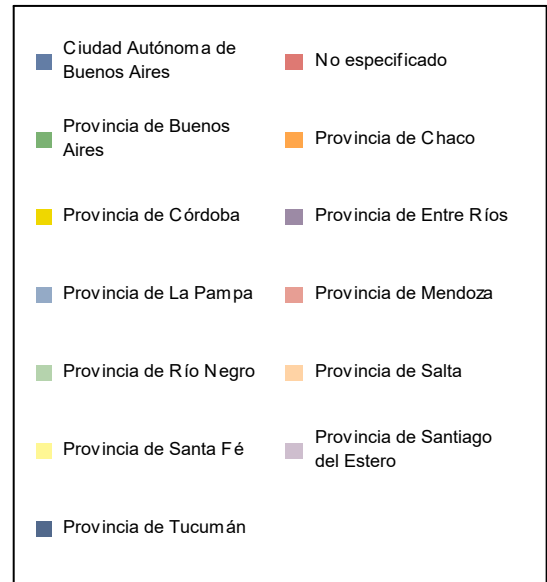 Ciudad Autónoma de
Buenos Aires
No especificado
Provincia de Buenos
Aires
Provincia de Chaco
Provincia de Córdoba
Provincia de Entre Ríos
Provincia de La Pampa
Provincia de Mendoza
Provincia de Río Negro
Provincia de Salta
Provincia de Santa Fé
Provincia de Santiago
del Estero
Provincia de Tucumán